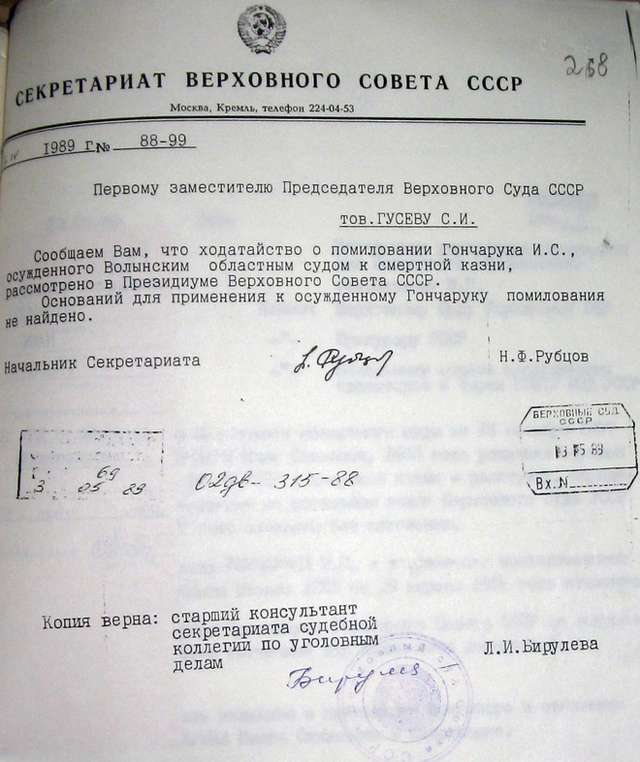 268
СЕКРЕТАРИАТ ВЕРХОВНОГО СОВЕТА СССР
Москва, Кремль, телефон 224-04-53
1989 г. № 88-99
Первому заместителю Председателя Верховного Суда СССР
тов.ГУСЕВУ С.И.
Сообщаем Вам, что ходатайство о помиловании Гончарука И.С.,
осужденного Волынским областным судом к смертной казни,
рассмотрено в Президиуме Верховного Совета СССР.
Оснований для применения к осужденному Гончаруку помилования
не найдено.
Начальник Секретариата Н.Ф.Рубцов
ВЕРХОВНЫЙ СУД
СССР
69
3 05 89
02дв- 315-88
Вх.N
Копия верна: старший консультант
секретариата судебной
коллегии по уголовным
делам
Л.И.Бирулева